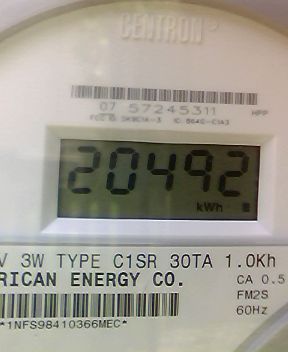 CENTRON®
07 57245311 HPP
20492
kWh
V 3W TYPE C1SR 30TA 1.0Kh
RICAN ENERGY CO. CA 0.5
FM2S
60Hz
*1NFS98410366MEC*